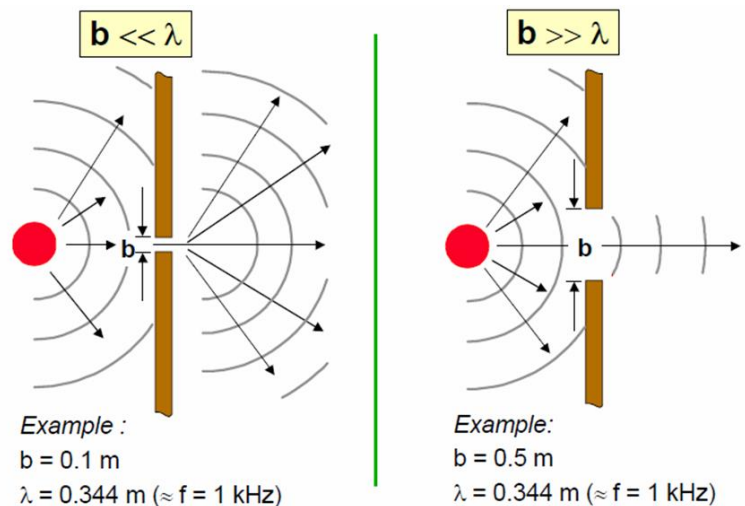 b << λ
b
Example :
b = 0.1 m
λ = 0.344 m (≈ f = 1 kHz)
b >> λ
b
Example:
b = 0.5 m
λ = 0.344 m (≈ f = 1 kHz)